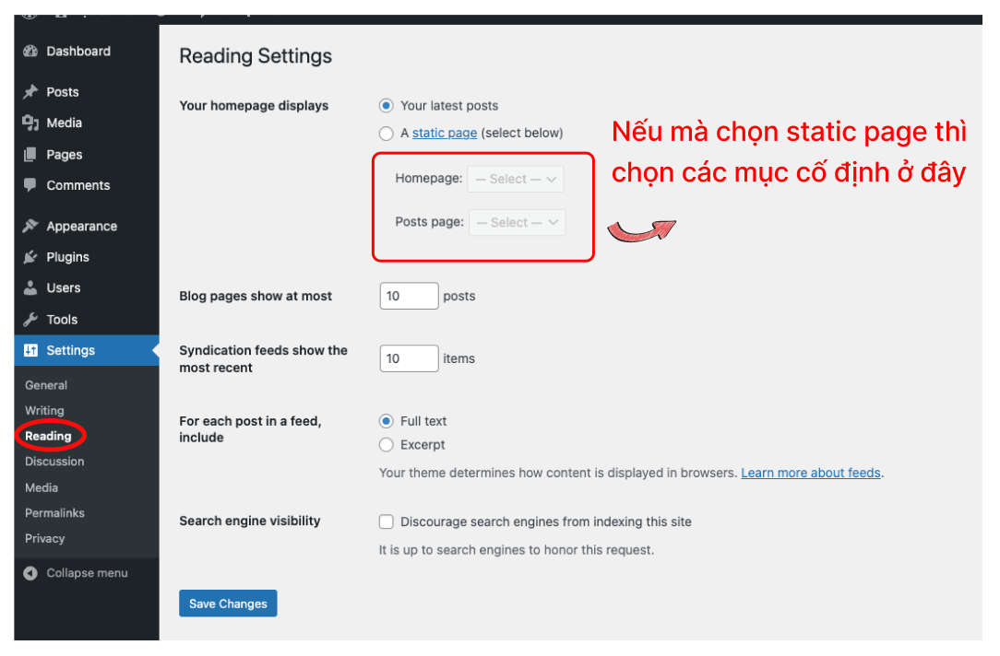 Dashboard
Posts
Media
Pages
Comments
Appearance
Plugins
Users
Tools
Settings
General
Writing
Reading
Discussion
Media
Permalinks
Privacy
Collapse menu
Reading Settings
Your homepage displays
Your latest posts
A static page (select below)
Homepage: — Select —
Posts page: — Select —
Nếu mà chọn static page thì
chọn các mục cố định ở đây
Blog pages show at most
10 posts
Syndication feeds show the
most recent
10 items
For each post in a feed,
include
Full text
Excerpt
Your theme determines how content is displayed in browsers. Learn more about feeds.
Search engine visibility
Discourage search engines from indexing this site
It is up to search engines to honor this request.
Save Changes